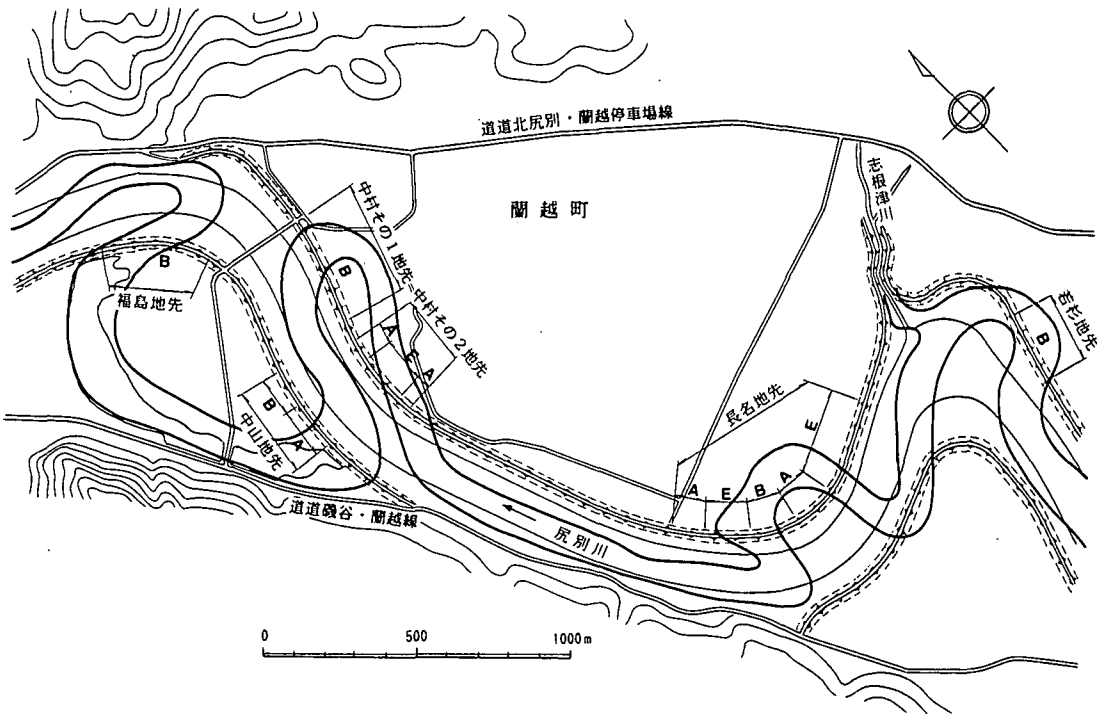 道道北尻別・蘭越停車場線
蘭越町
志根津川
中村その1地先
中村その2地先
B
A
E
A
B
福島地先
B
A
中山地先
若杉地先
B
長名地先
E
A
E
B
A
道道磯谷・蘭越線
尻別川
0
500
1000m